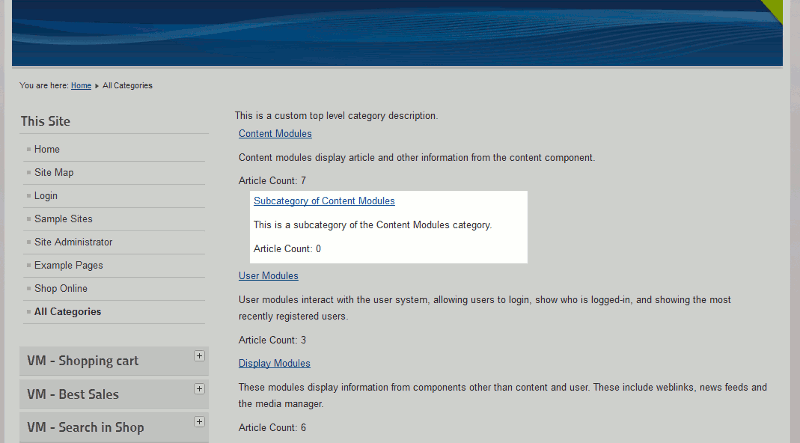 You are here: Home ▸ All Categories
This Site
Home
Site Map
Login
Sample Sites
Site Administrator
Example Pages
Shop Online
All Categories
VM - Shopping cart
VM - Best Sales
VM - Search in Shop
This is a custom top level category description.
Content Modules
Content modules display article and other information from the content component.
Article Count: 7
Subcategory of Content Modules
This is a subcategory of the Content Modules category.
Article Count: 0
User Modules
User modules interact with the user system, allowing users to login, show who is logged-in, and showing the most
recently registered users.
Article Count: 3
Display Modules
These modules display information from components other than content and user. These include weblinks, news feeds and
the media manager.
Article Count: 6